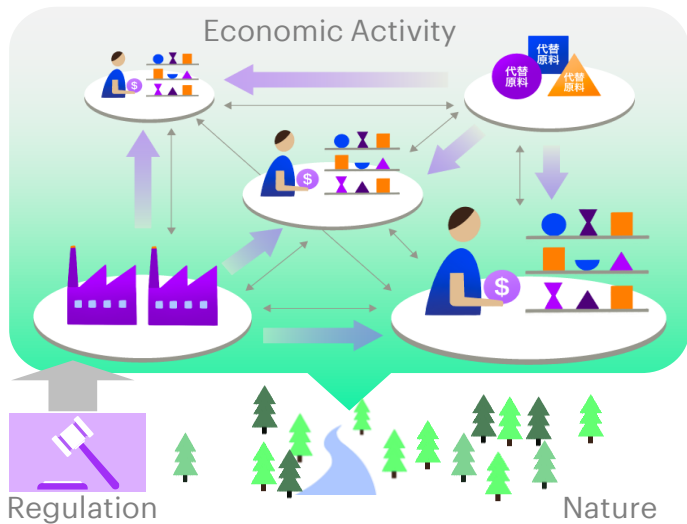 Economic Activity
代替
原料
代替
原料
代替
原料
$
$
$
Regulation
Nature